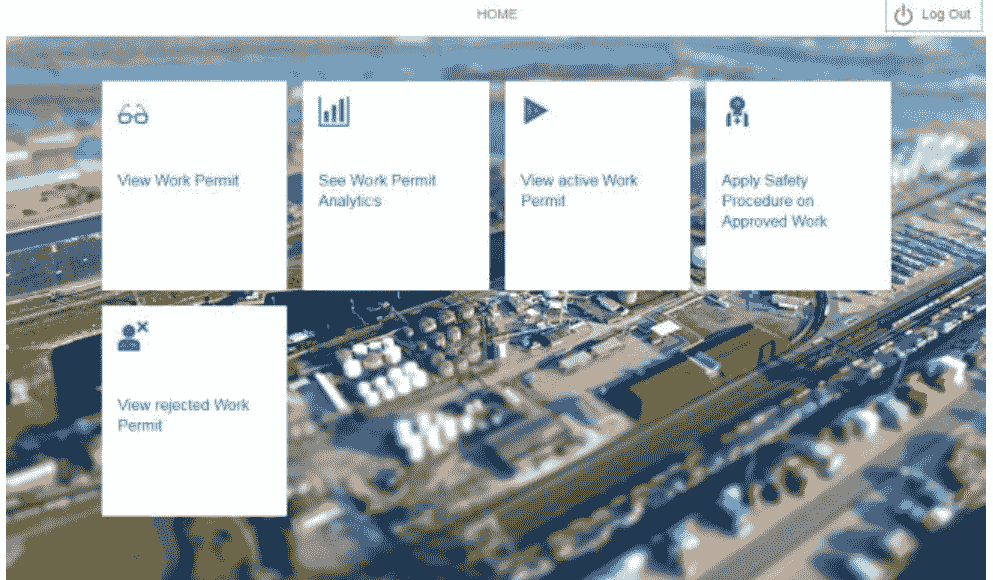 HOME
Log Out
View Work Permit
See Work Permit
Analytics
View active Work
Permit
Apply Safety
Procedure on
Approved Work
View rejected Work
Permit